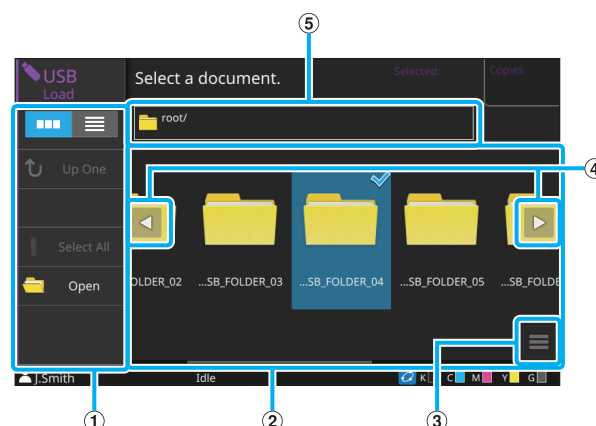 ⑤
USB
Load
Select a document.
Selected:
Copies
root/
④
Up One
Select All
Open
OLDER_02
...SB_FOLDER_03
...SB_FOLDER_04
...SB_FOLDER_05
...SB_FOLDE
J.Smith
Idle
K C M Y G
①
②
③